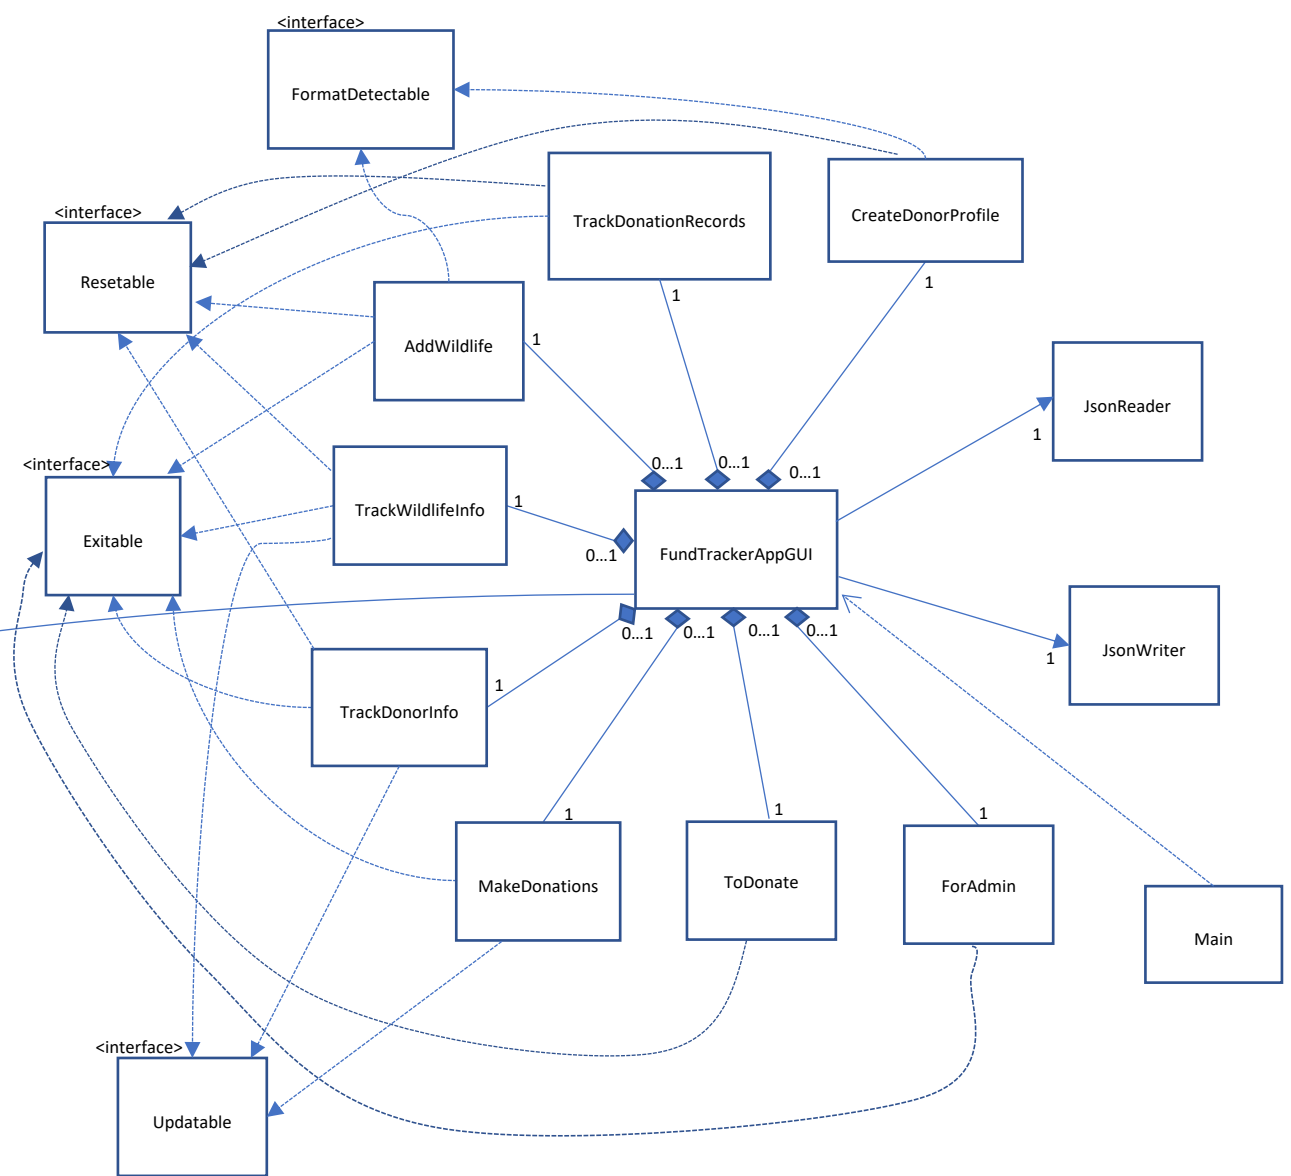 <interface>
FormatDetectable
<interface>
Resetable
TrackDonationRecords
CreateDonorProfile
1
1
AddWildlife
1
JsonReader
1
<interface>
Exitable
TrackWildlifeInfo
1
0...1
0...1
0...1
0...1
FundTrackerAppGUI
0...1
0...1
0...1
0...1
JsonWriter
1
TrackDonorInfo
1
1
1
1
MakeDonations
ToDonate
ForAdmin
Main
<interface>
Updatable